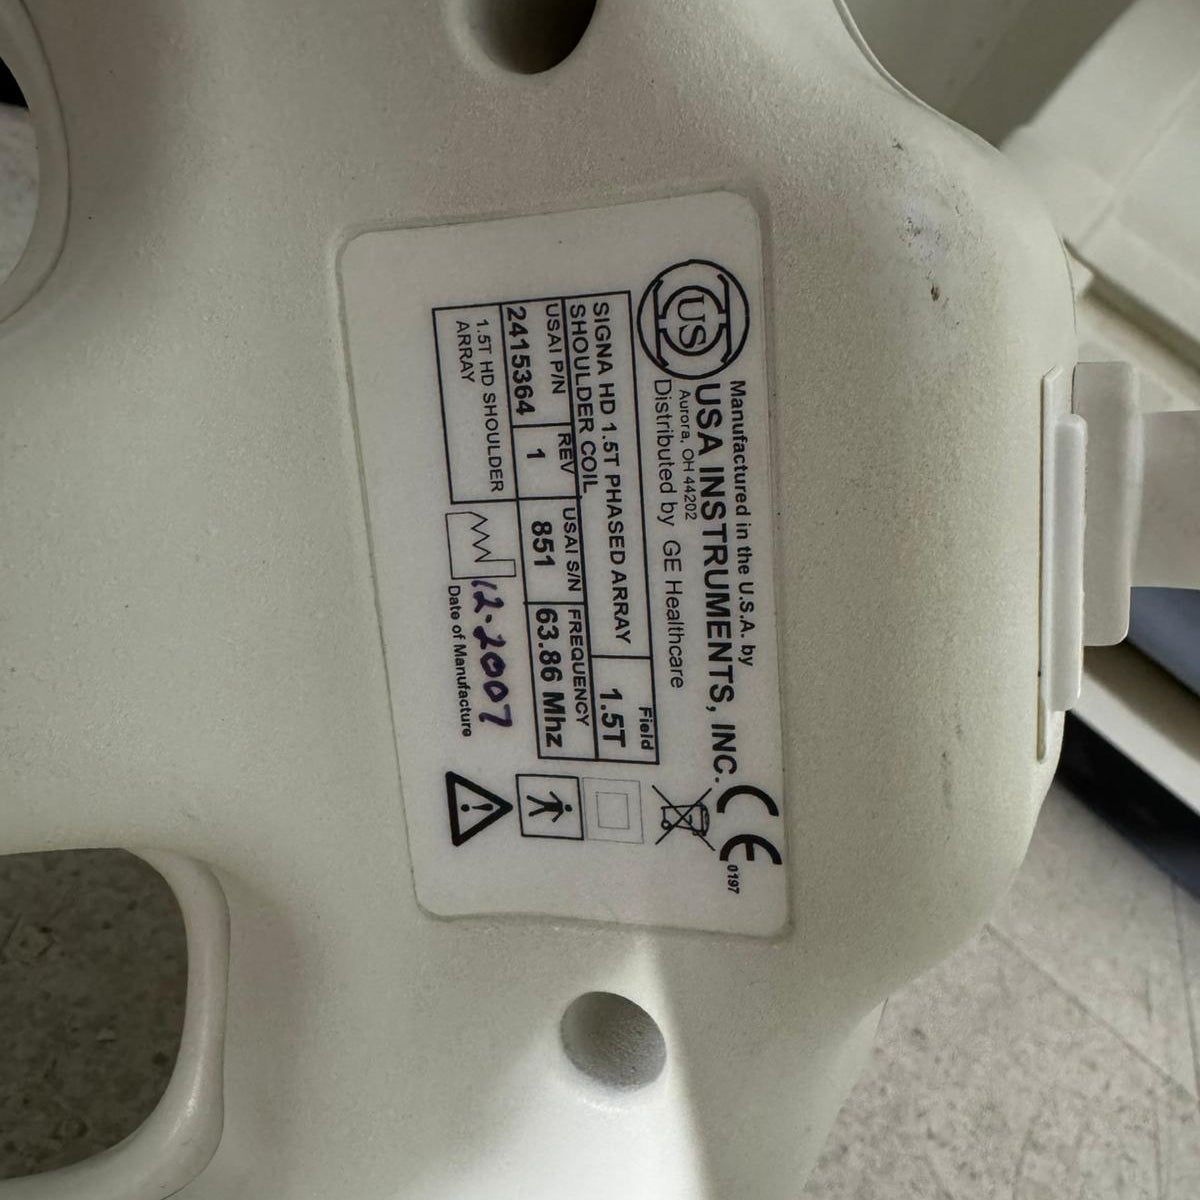 US
Manufactured in the U.S.A. by
USA INSTRUMENTS, INC.
Aurora, OH 44202
Distributed by GE Healthcare
CE
0197
SIGNA HD 1.5T PHASED ARRAY
SHOULDER COIL
Field
1.5T
USAI P/N
2415364
REV
1
USAI S/N
851
FREQUENCY
63.86 Mhz
1.5T HD SHOULDER
ARRAY
12.2007
Date of Manufacture